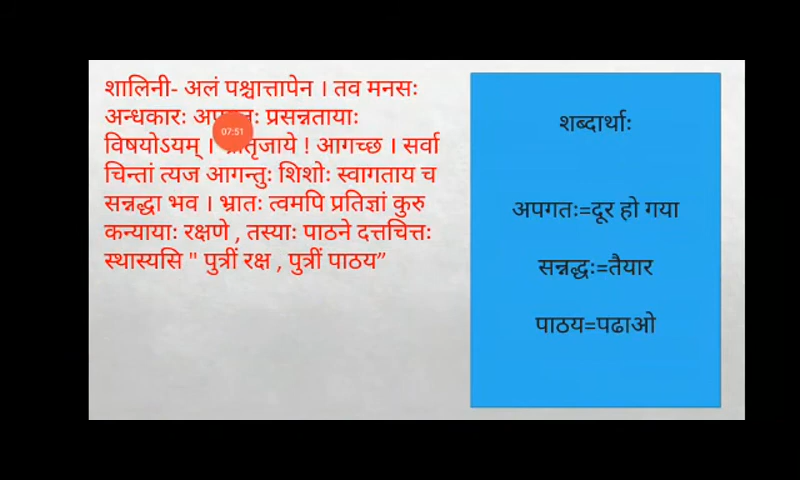 शालिनी- अलं पश्चात्तापेन । तव मनसः
अन्धकारः प्रसन्नतायाः
07:51
विषयोऽयम् । ! आगच्छ । सर्वा
चिन्तां त्यज आगन्तुः शिशोः स्वागताय च
सन्नद्धा भव । भ्रातः त्वमपि प्रतिज्ञां कुरु
कन्यायाः रक्षणे , तस्याः पाठने दत्तचित्तः
स्थास्यसि " पुत्रीं रक्ष , पुत्रीं पाठय”
शब्दार्थाः
अपगतः=दूर हो गया
सन्नद्धः=तैयार
पाठय=पढाओ